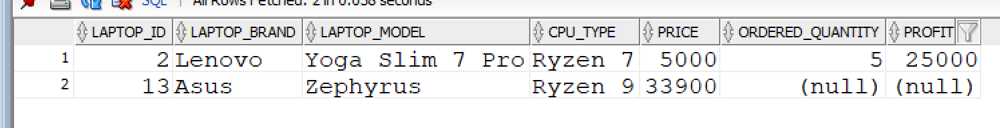 SQL | All Rows Fetched: 2 in 0.038 seconds
LAPTOP_ID LAPTOP_BRAND LAPTOP_MODEL CPU_TYPE PRICE ORDERED_QUANTITY PROFIT
1 2 Lenovo Yoga Slim 7 Pro Ryzen 7 5000 5 25000
2 13 Asus Zephyrus Ryzen 9 33900 (null) (null)